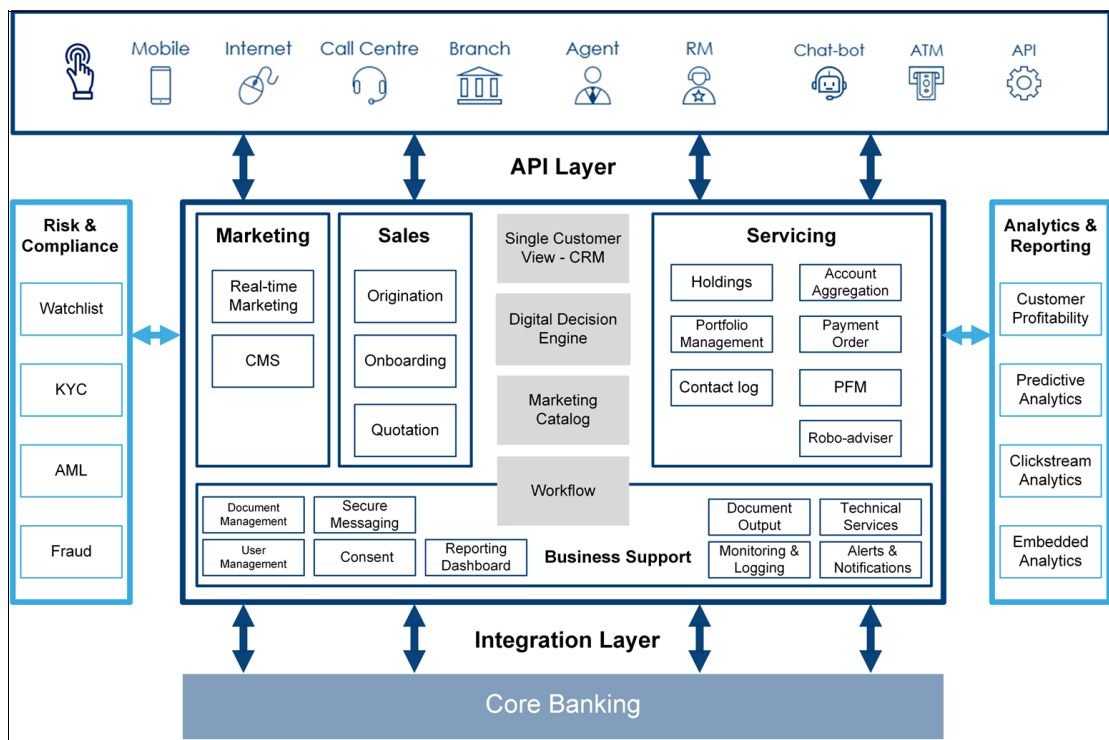 Mobile
Internet
Call Centre
Branch
Agent
RM
Chat-bot
ATM
API
API Layer
Risk &
Compliance
Watchlist
KYC
AML
Fraud
Marketing
Real-time
Marketing
CMS
Sales
Origination
Onboarding
Quotation
Single Customer
View - CRM
Digital Decision
Engine
Marketing
Catalog
Workflow
Servicing
Holdings
Account
Aggregation
Portfolio
Management
Payment
Order
Contact log
PFM
Robo-adviser
Document
Management
Secure
Messaging
User
Management
Consent
Reporting
Dashboard
Business Support
Document
Output
Technical
Services
Monitoring &
Logging
Alerts &
Notifications
Analytics &
Reporting
Customer
Profitability
Predictive
Analytics
Clickstream
Analytics
Embedded
Analytics
Integration Layer
Core Banking